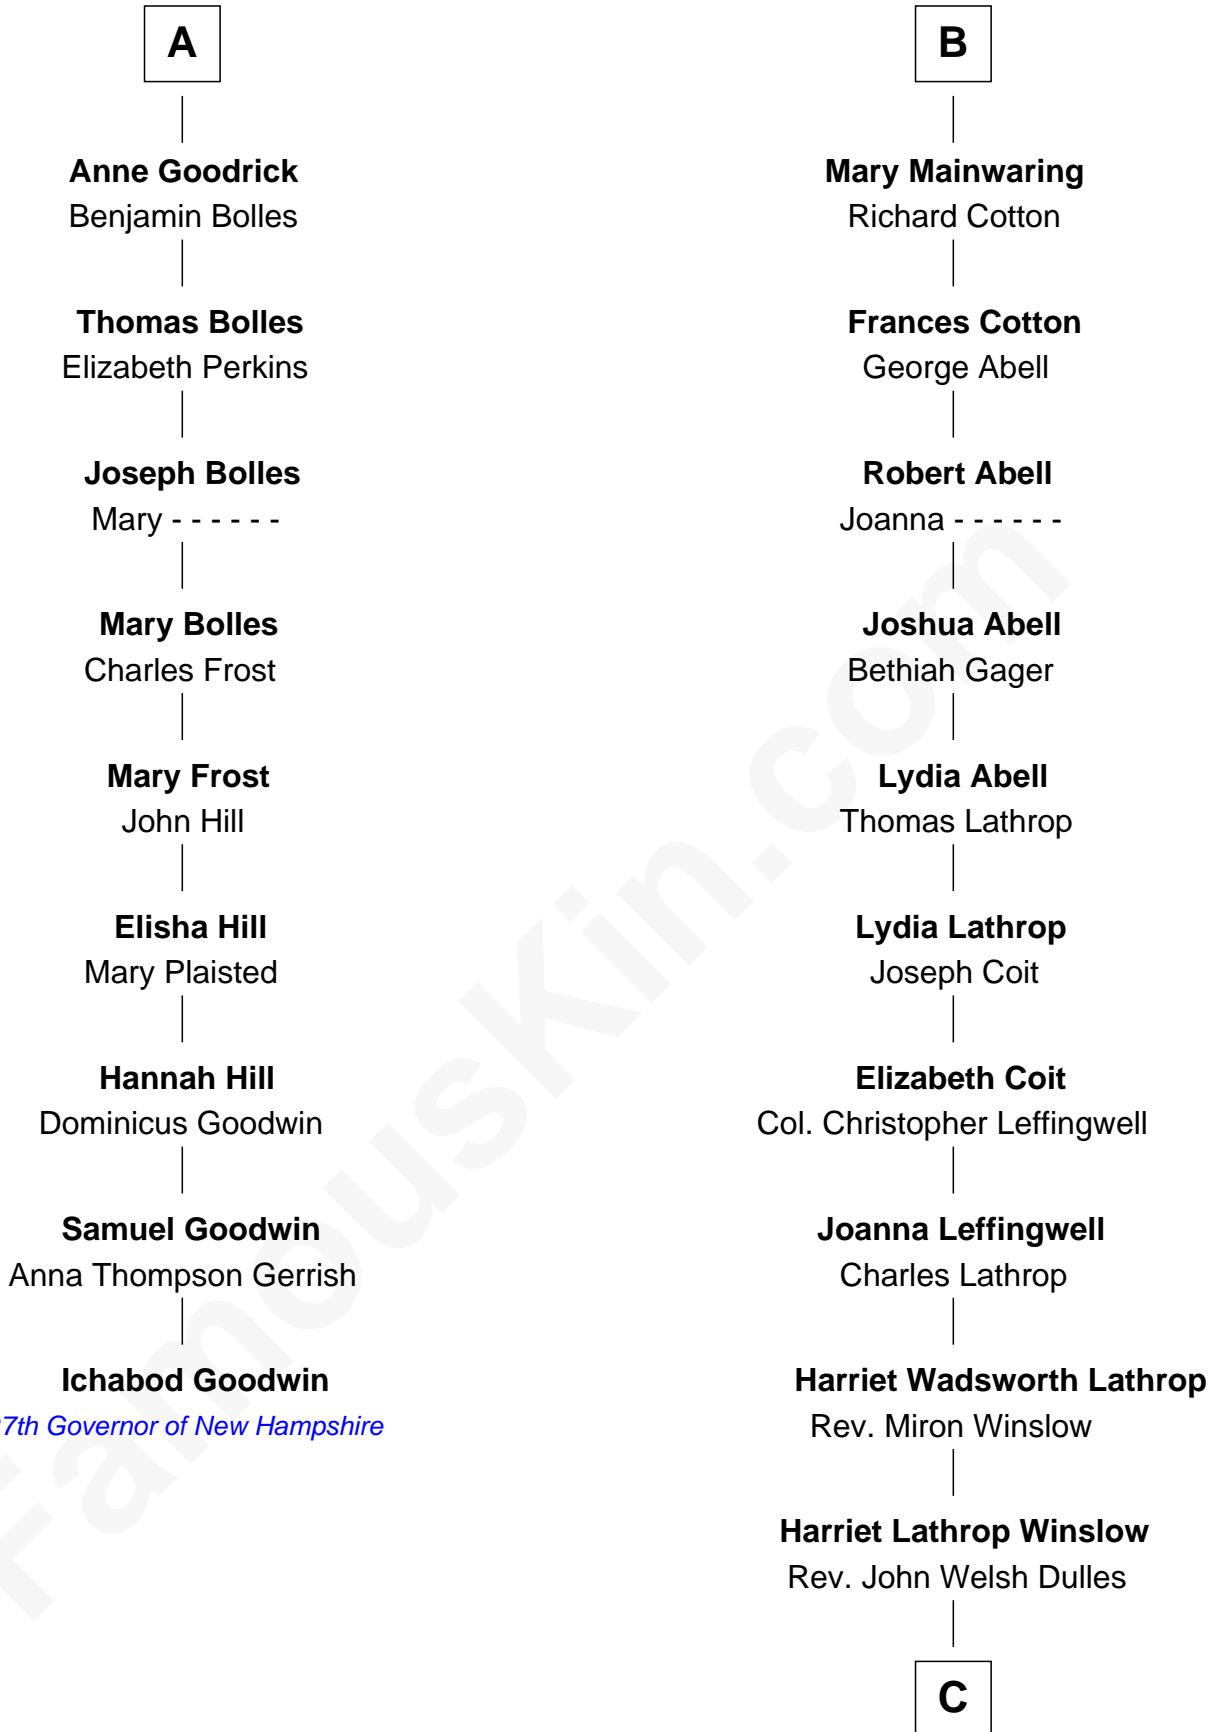 A
Anne Goodrick
Benjamin Bolles
Thomas Bolles
Elizabeth Perkins
Joseph Bolles
Mary - - - - - -
Mary Bolles
Charles Frost
Mary Frost
John Hill
Elisha Hill
Mary Plaisted
Hannah Hill
Dominicus Goodwin
Samuel Goodwin
Anna Thompson Gerrish
Ichabod Goodwin
7th Governor of New Hampshire
B
Mary Mainwaring
Richard Cotton
Frances Cotton
George Abell
Robert Abell
Joanna - - - - - -
Joshua Abell
Bethiah Gager
Lydia Abell
Thomas Lathrop
Lydia Lathrop
Joseph Coit
Elizabeth Coit
Col. Christopher Leffingwell
Joanna Leffingwell
Charles Lathrop
Harriet Wadsworth Lathrop
Rev. Miron Winslow
Harriet Lathrop Winslow
Rev. John Welsh Dulles
C
FamousKin.com